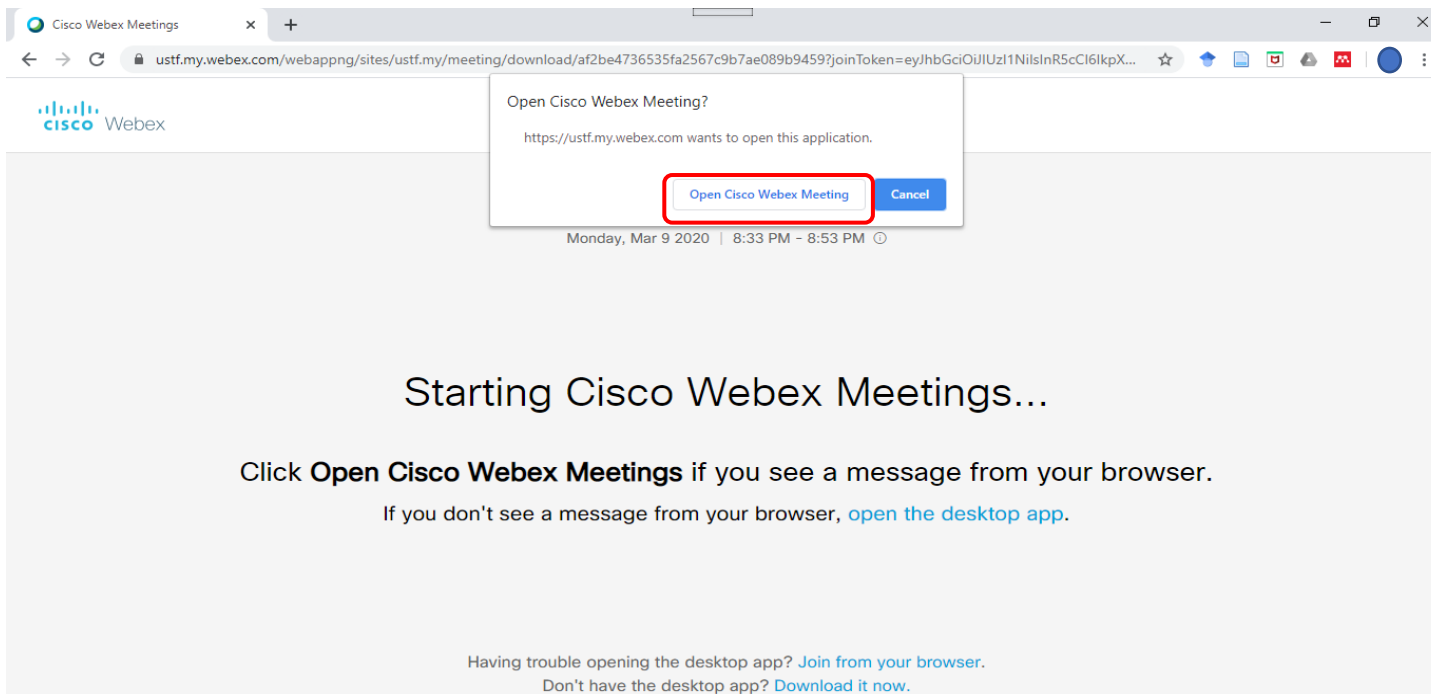 Cisco Webex Meetings
ustf.my.webex.com/webappng/sites/ustf.my/meeting/download/af2be4736535fa2567c9b7ae089b9459?joinToken=eyJhbGciOiJIUzI1NiIsInR5cCI6IkpX...
Open Cisco Webex Meeting?
https://ustf.my.webex.com wants to open this application.
Open Cisco Webex Meeting Cancel
cisco Webex
Monday, Mar 9 2020 | 8:33 PM - 8:53 PM
Starting Cisco Webex Meetings...
Click Open Cisco Webex Meetings if you see a message from your browser.
If you don't see a message from your browser, open the desktop app.
Having trouble opening the desktop app? Join from your browser.
Don't have the desktop app? Download it now.